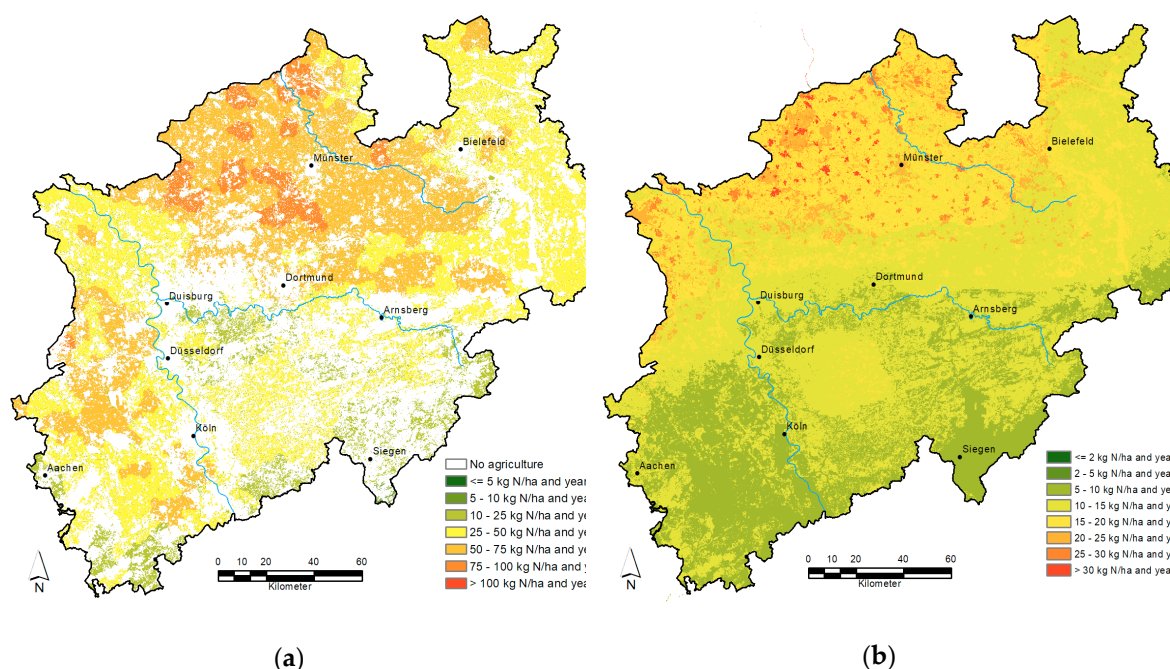 Bielefeld
Münster
Dortmund
Duisburg
Arnsberg
Düsseldorf
Köln
Siegen
Aachen
No agriculture
<= 5 kg N/ha and year
5 - 10 kg N/ha and yea
10 - 25 kg N/ha and ye
25 - 50 kg N/ha and ye
50 - 75 kg N/ha and ye
75 - 100 kg N/ha and y
> 100 kg N/ha and yea
N
0 10 20 40 60
Kilometer
(a)
Bielefeld
Münster
Dortmund
Duisburg
Arnsberg
Düsseldorf
Köln
Siegen
Aachen
<= 2 kg N/ha and yea
2 - 5 kg N/ha and yea
5 - 10 kg N/ha and ye
10 - 15 kg N/ha and y
15 - 20 kg N/ha and y
20 - 25 kg N/ha and y
25 - 30 kg N/ha and y
> 30 kg N/ha and yea
N
0 10 20 40 60
Kilometer
(b)